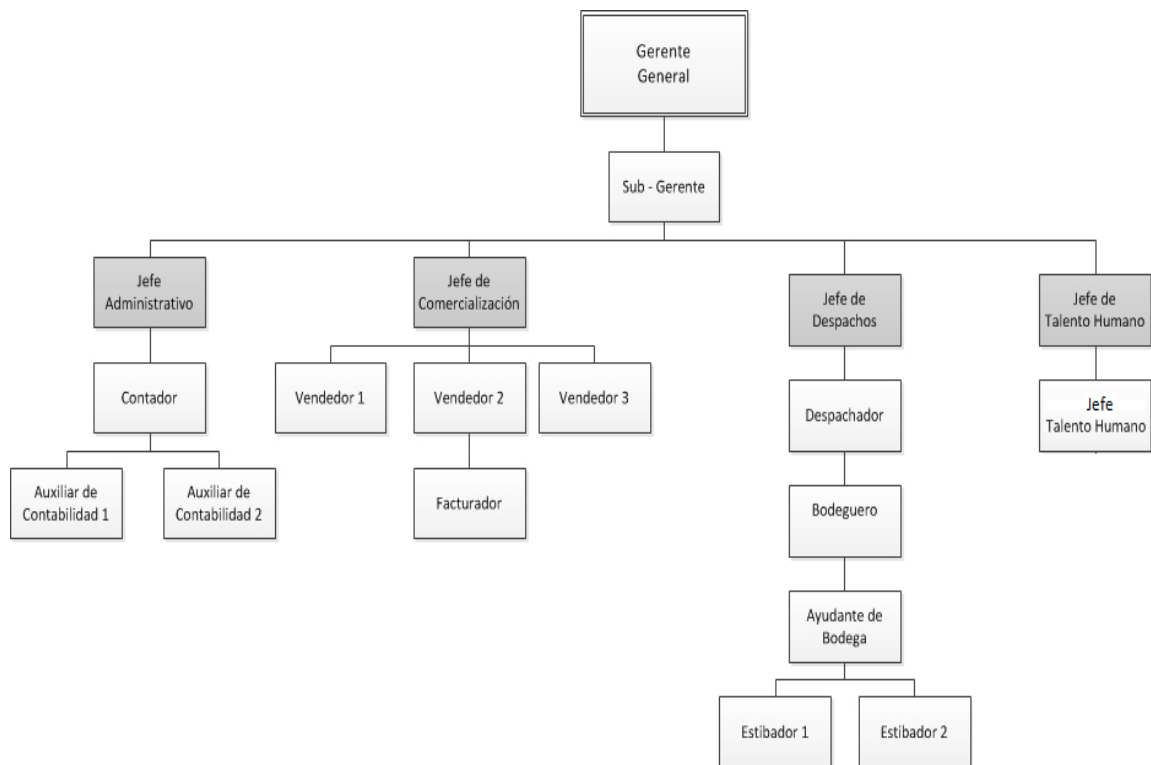 Gerente
General
Sub - Gerente
Jefe
Administrativo
Jefe de
Comercialización
Jefe de
Despachos
Jefe de
Talento Humano
Contador
Vendedor 1
Vendedor 2
Vendedor 3
Despachador
Jefe
Talento Humano
Auxiliar de
Contabilidad 1
Auxiliar de
Contabilidad 2
Facturador
Bodeguero
Ayudante de
Bodega
Estibador 1
Estibador 2